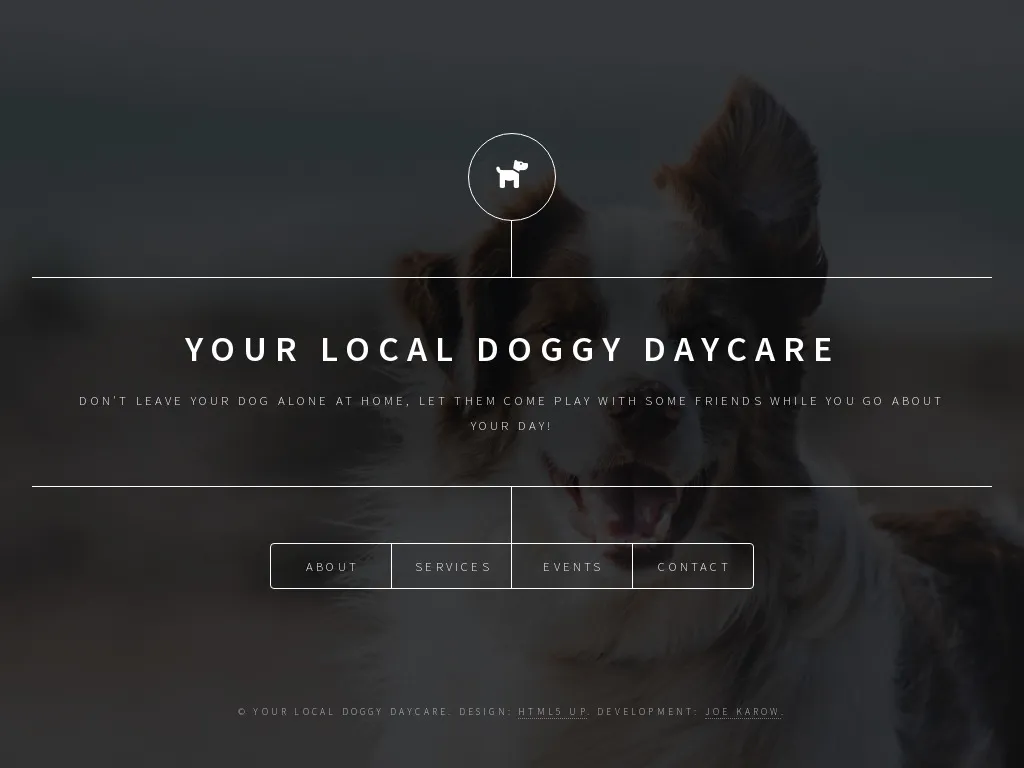 YOUR LOCAL DOGGY DAYCARE
DON'T LEAVE YOUR DOG ALONE AT HOME, LET THEM COME PLAY WITH SOME FRIENDS WHILE YOU GO ABOUT
YOUR DAY!
ABOUT SERVICES EVENTS CONTACT
© YOUR LOCAL DOGGY DAYCARE. DESIGN: HTML5 UP. DEVELOPMENT: JOE KAROW.